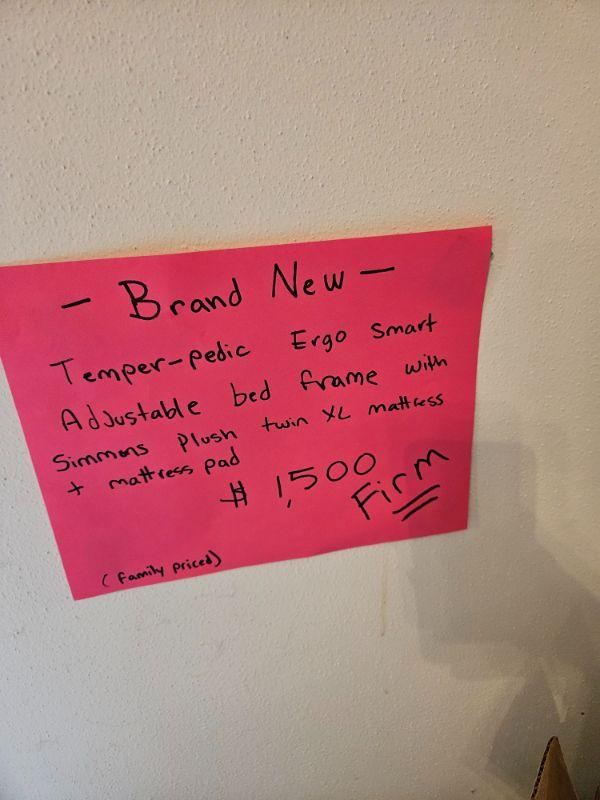 - Brand New -
Temper-pedic Ergo Smart
Adjustable bed frame with
Simmons Plush twin XL mattress
+ mattress pad
$ 1,500
Firm
(family priced)